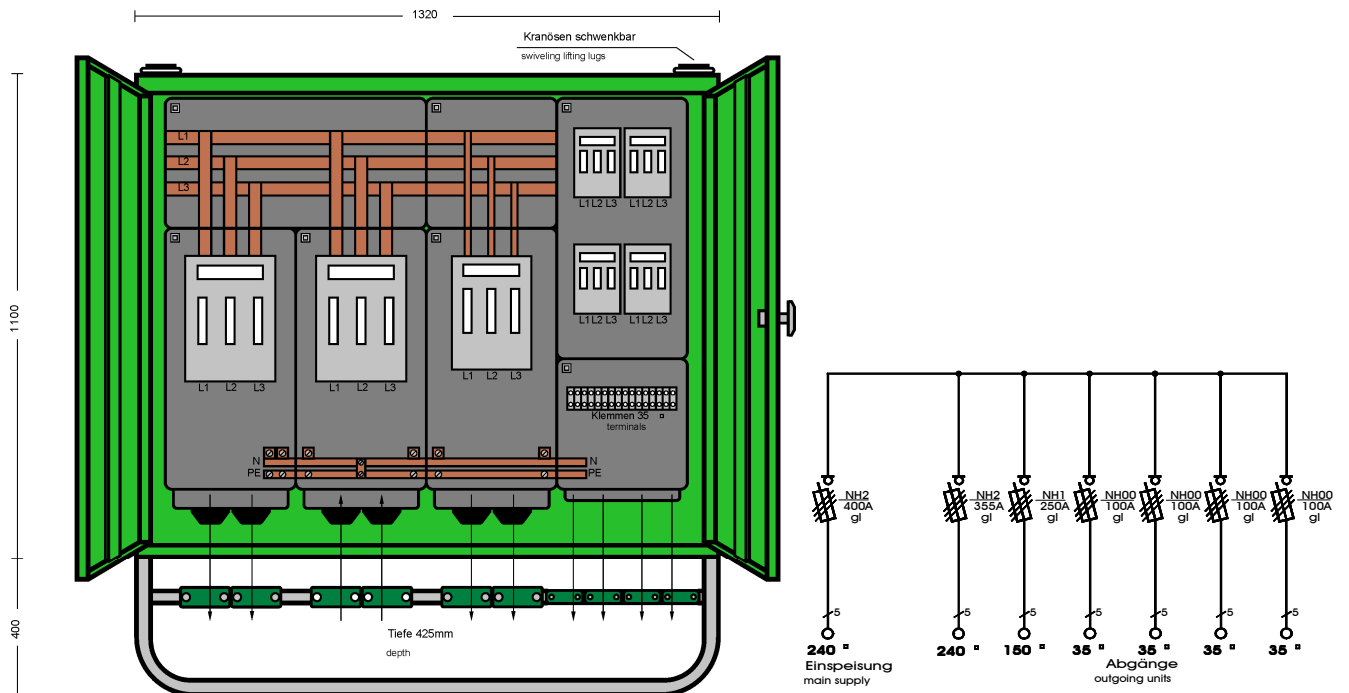 1320
Kranösen schwenkbar
swiveling lifting lugs
L1
L2
L3
L1 L2 L3 L1 L2 L3
L1 L2 L3 L1 L2 L3
1100
L1 L2 L3
L1 L2 L3
L1 L2 L3
Klemmen 35
terminals
N
PE
N
PE
400
Tiefe 425mm
depth
NH2
400A
gl
NH2
355A
gl
NH1
250A
gl
NH00
100A
gl
NH00
100A
gl
NH00
100A
gl
NH00
100A
gl
5 5 5 5 5 5 5
240 240 150 35 35 35 35
Einspeisung
main supply
Abgänge
outgoing units